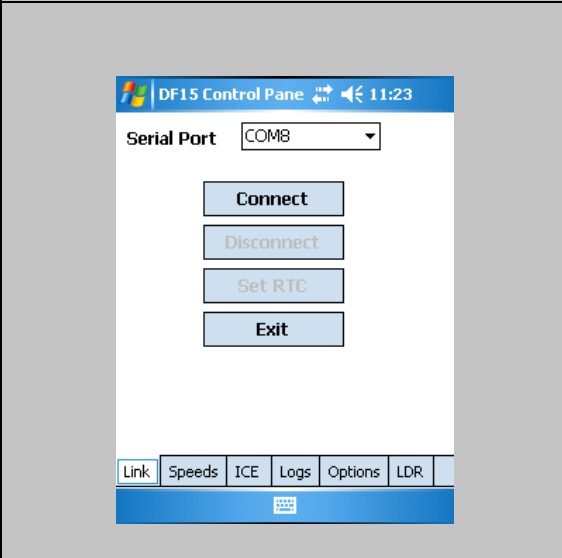 DF15 Control Pane 11:23
Serial Port COM8
Connect
Disconnect
Set RTC
Exit
Link Speeds ICE Logs Options LDR